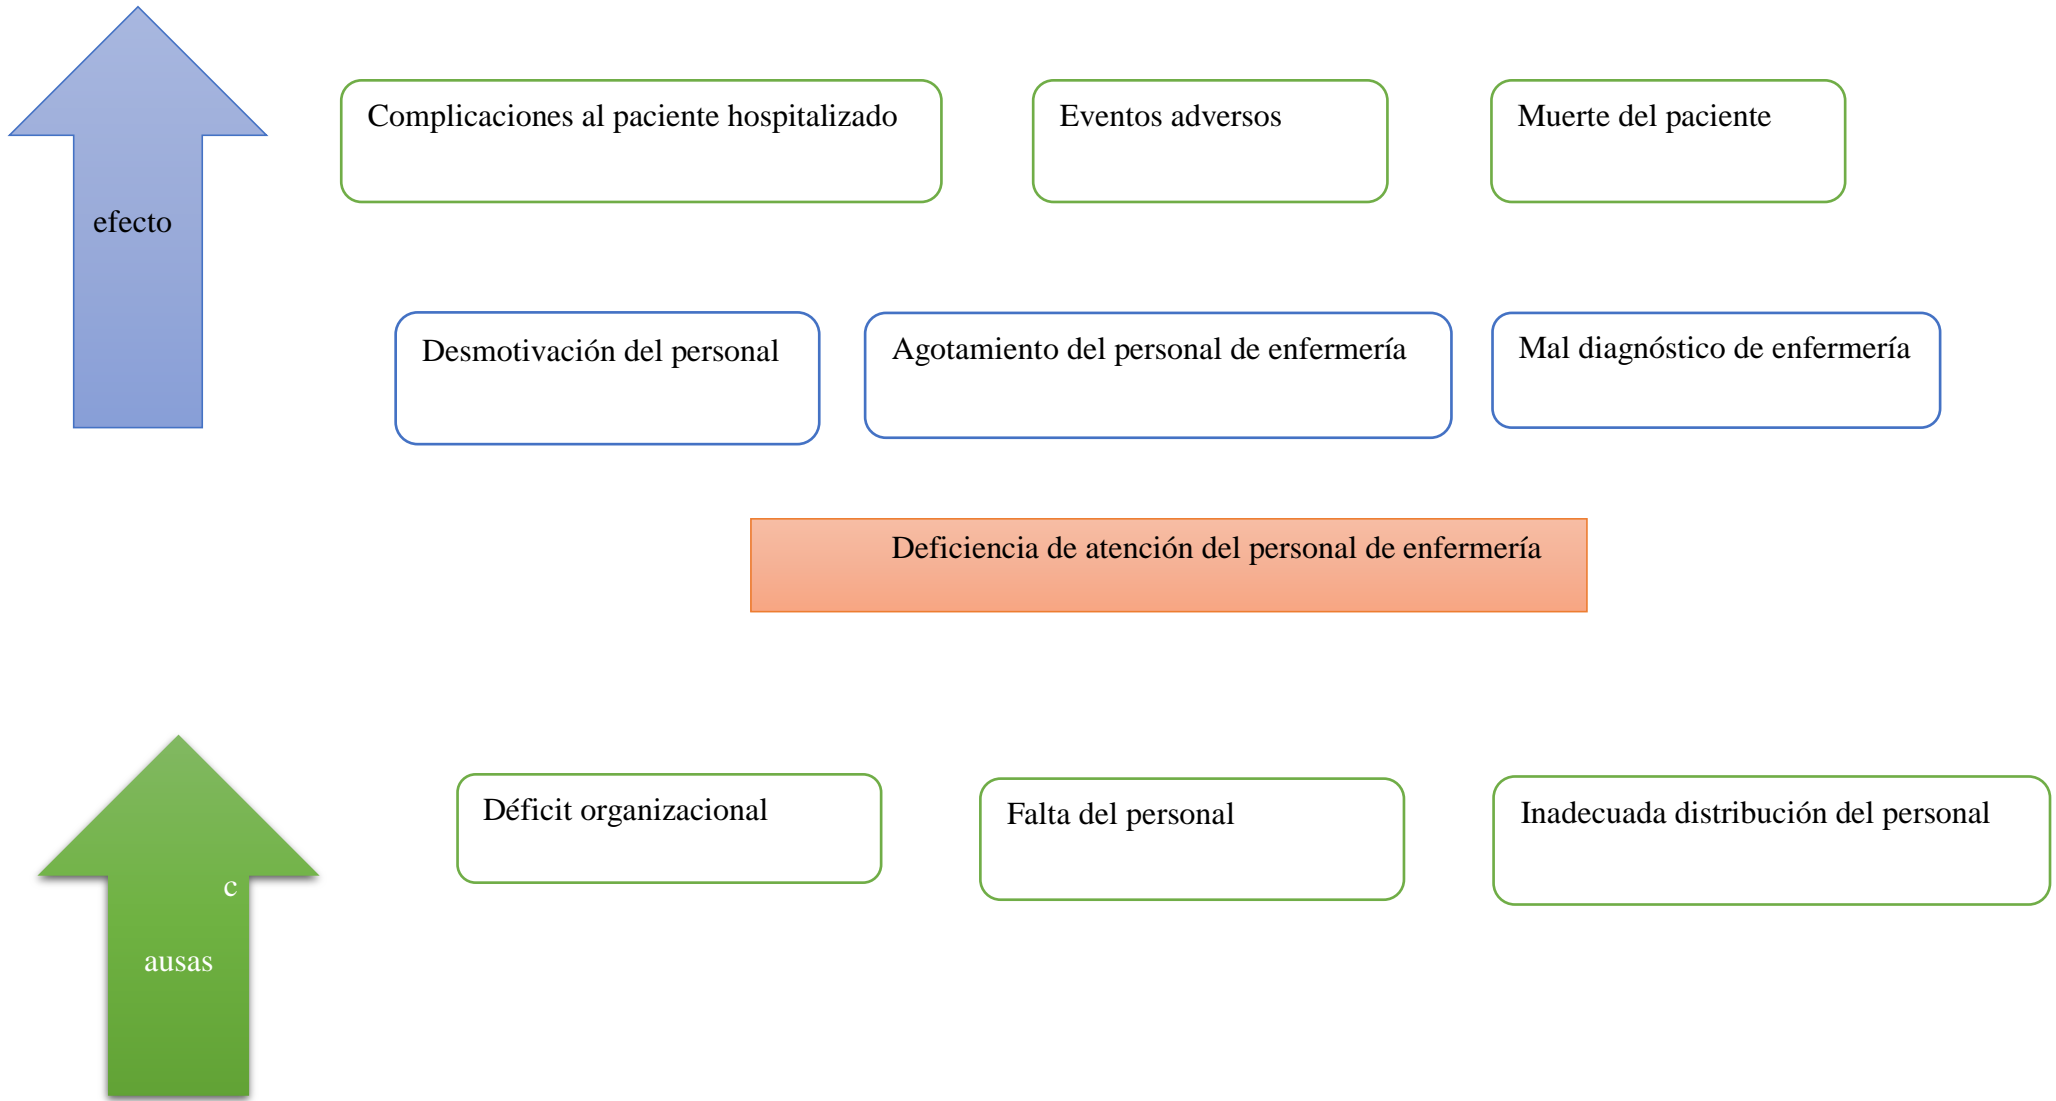 Complicaciones al paciente hospitalizado
Eventos adversos
Muerte del paciente
efecto
Desmotivación del personal
Agotamiento del personal de enfermería
Mal diagnóstico de enfermería
Deficiencia de atención del personal de enfermería
Déficit organizacional
Falta del personal
Inadecuada distribución del personal
c
ausas